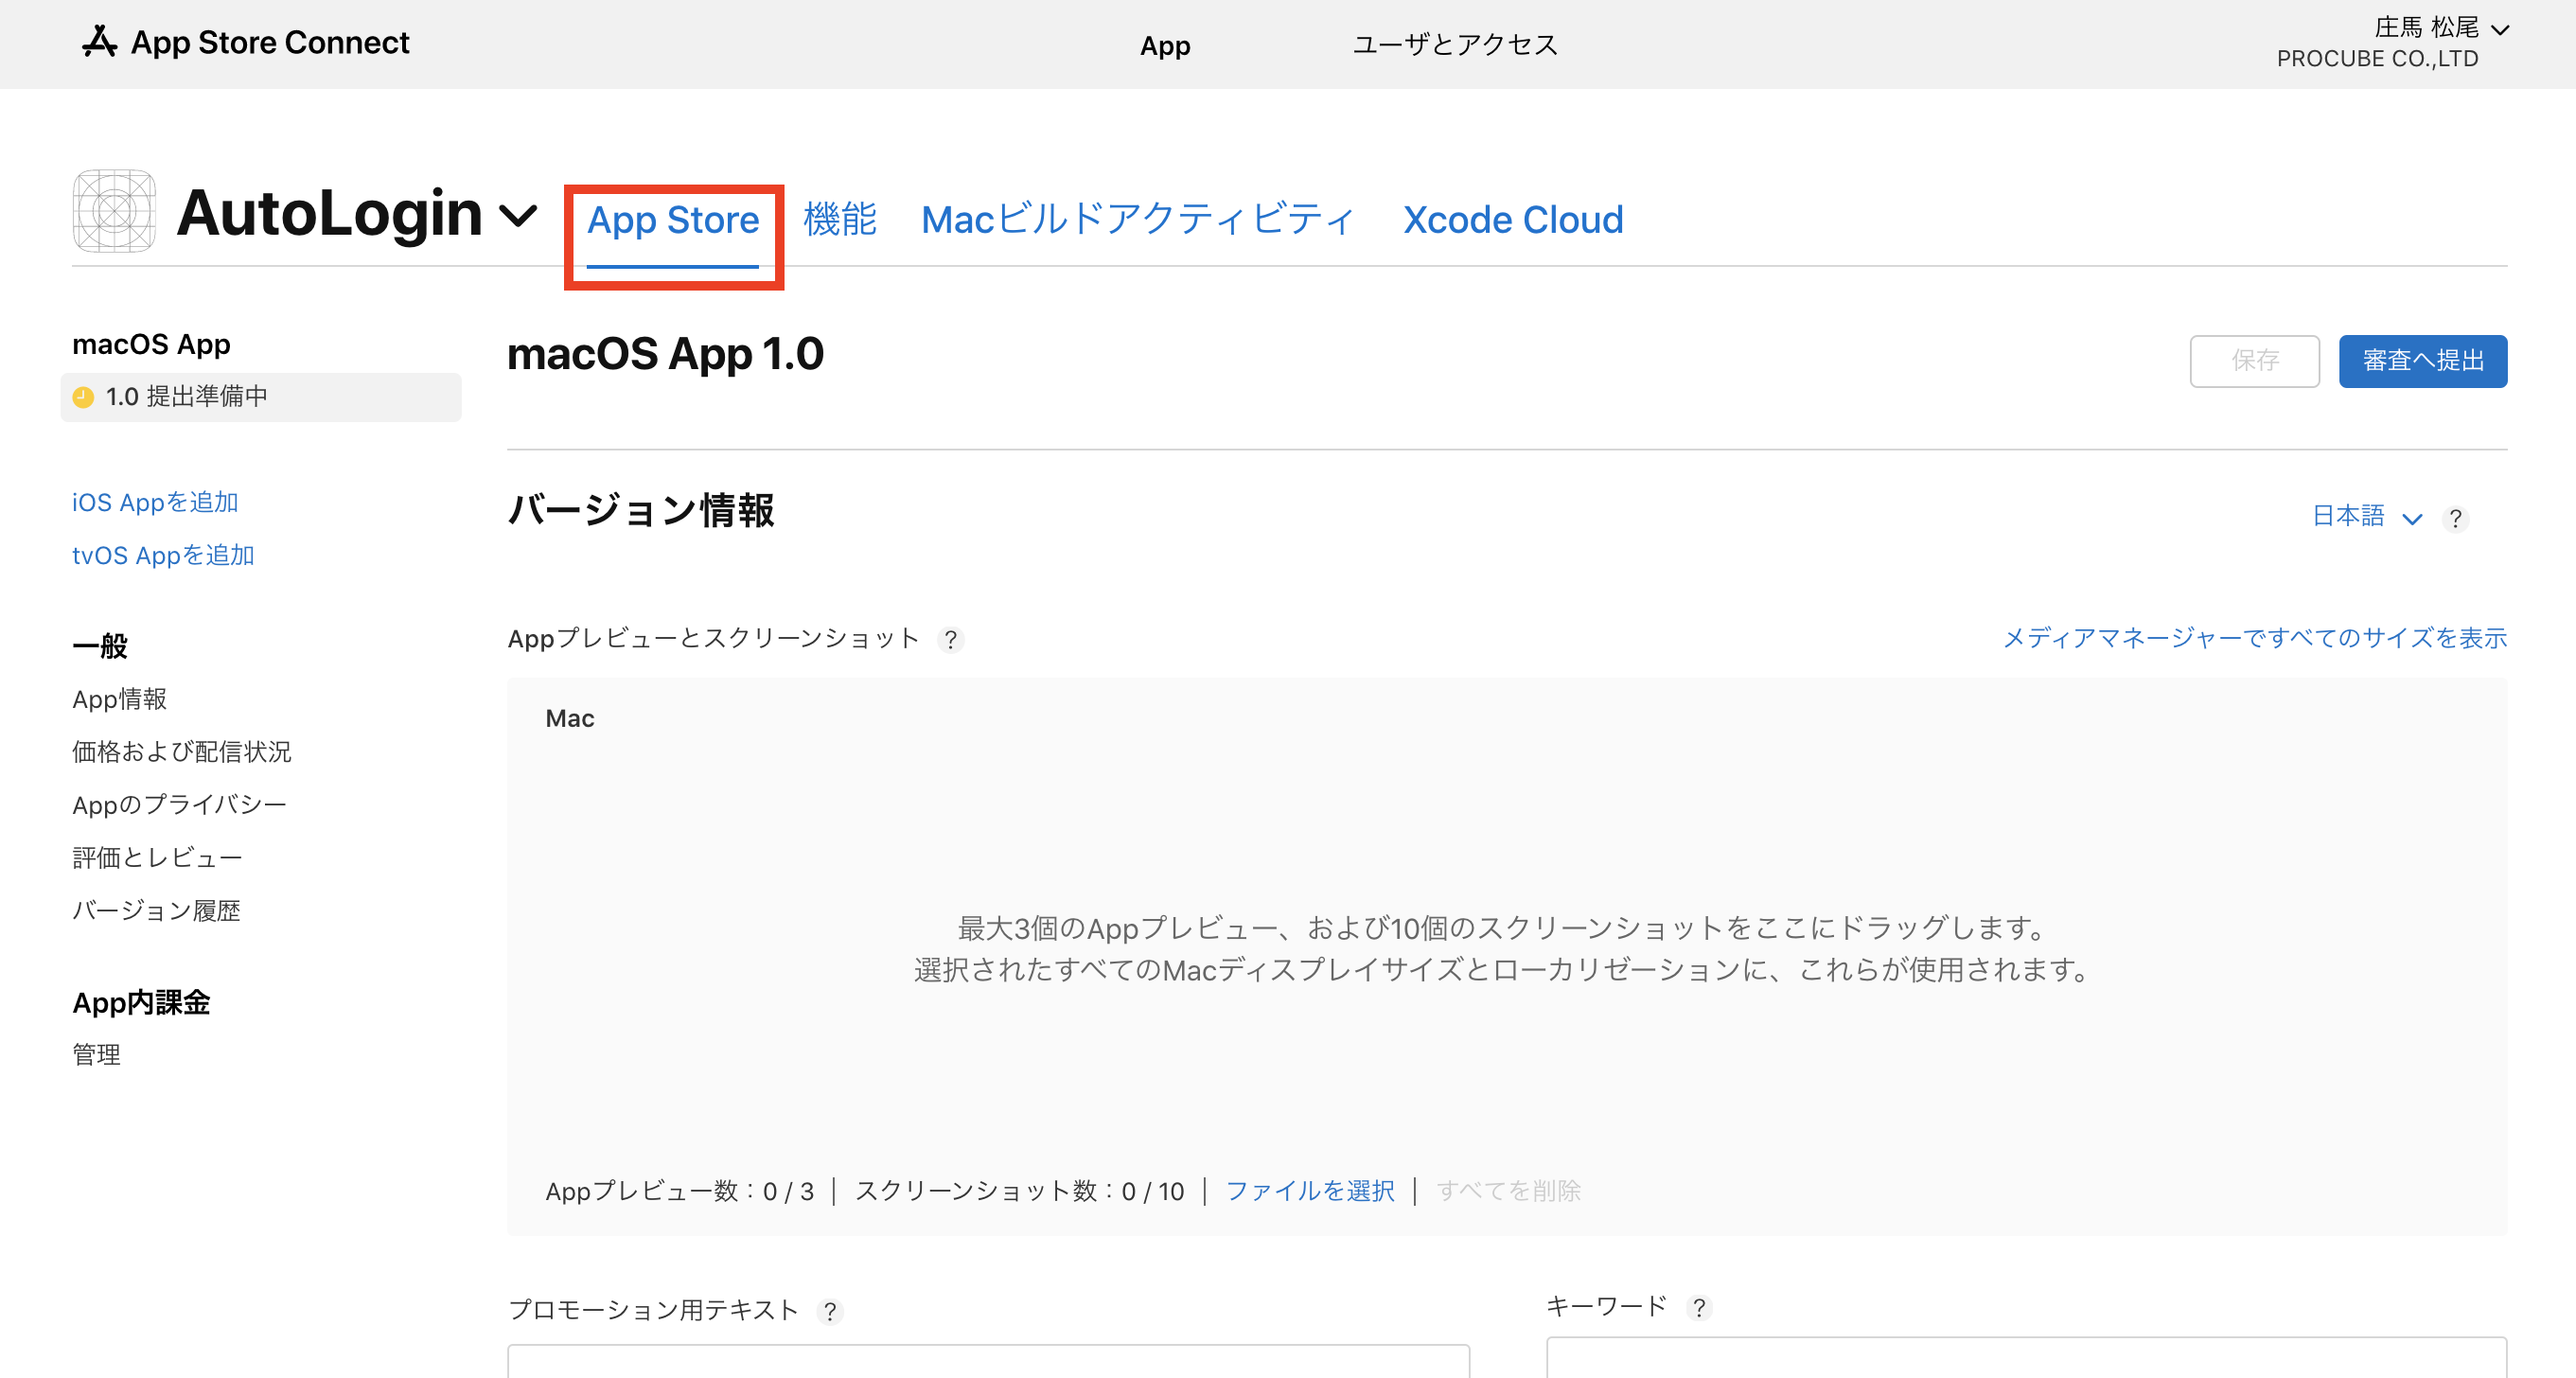 App Store Connect
App
ユーザとアクセス
庄馬 松尾
PROCUBE CO.,LTD
AutoLogin
App Store
機能
Macビルドアクティビティ
Xcode Cloud
macOS App
1.0 提出準備中
iOS Appを追加
tvOS Appを追加
一般
App情報
価格および配信状況
Appのプライバシー
評価とレビュー
バージョン履歴
App内課金
管理
macOS App 1.0
保存
審査へ提出
バージョン情報
日本語
?
Appプレビューとスクリーンショット ?
メディアマネージャーですべてのサイズを表示
Mac
最大3個のAppプレビュー、および10個のスクリーンショットをここにドラッグします。
選択されたすべてのMacディスプレイサイズとローカリゼーションに、これらが使用されます。
Appプレビュー数：0 / 3 | スクリーンショット数：0 / 10 | ファイルを選択 | すべてを削除
プロモーション用テキスト ?
キーワード ?